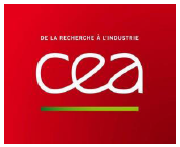 DE LA RECHERCHE À L'INDUSTRIE
cea